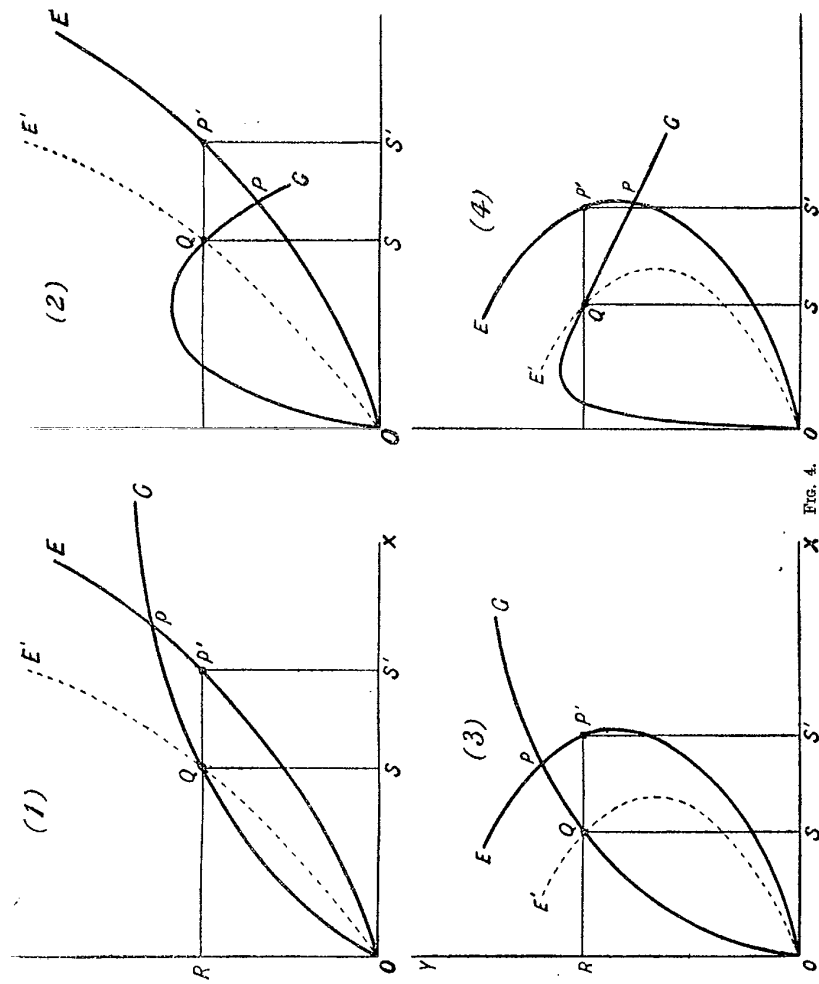 (1)
E'
E
G
P
Q
P'
R
O
S
S'
X
(2)
E
E'
P'
Q
P
G
O
S
S'
(3)
Y
G
P
P'
E
Q
E'
R
O
S
S'
X
(4)
G
P'
P
E
Q
E'
O
S
S'
FIG. 4.